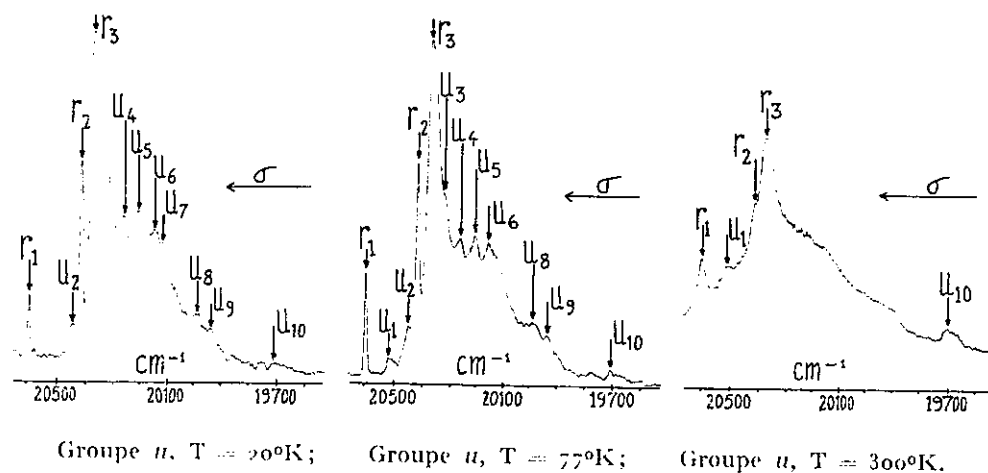 r₃
r₂
u₄
u₅
u₆
u₇
σ
r₁
u₂
u₈
u₉
u₁₀
cm⁻¹
20500 20100 19700
Groupe u, T = 20°K;
r₃
u₃
r₂
u₄
u₅
u₆
σ
r₁
u₂
u₁
u₈
u₉
u₁₀
cm⁻¹
20500 20100 19700
Groupe u, T = 77°K;
r₃
r₂
σ
r₁
u₁
u₁₀
cm⁻¹
20500 20100 19700
Groupe u, T = 300°K.